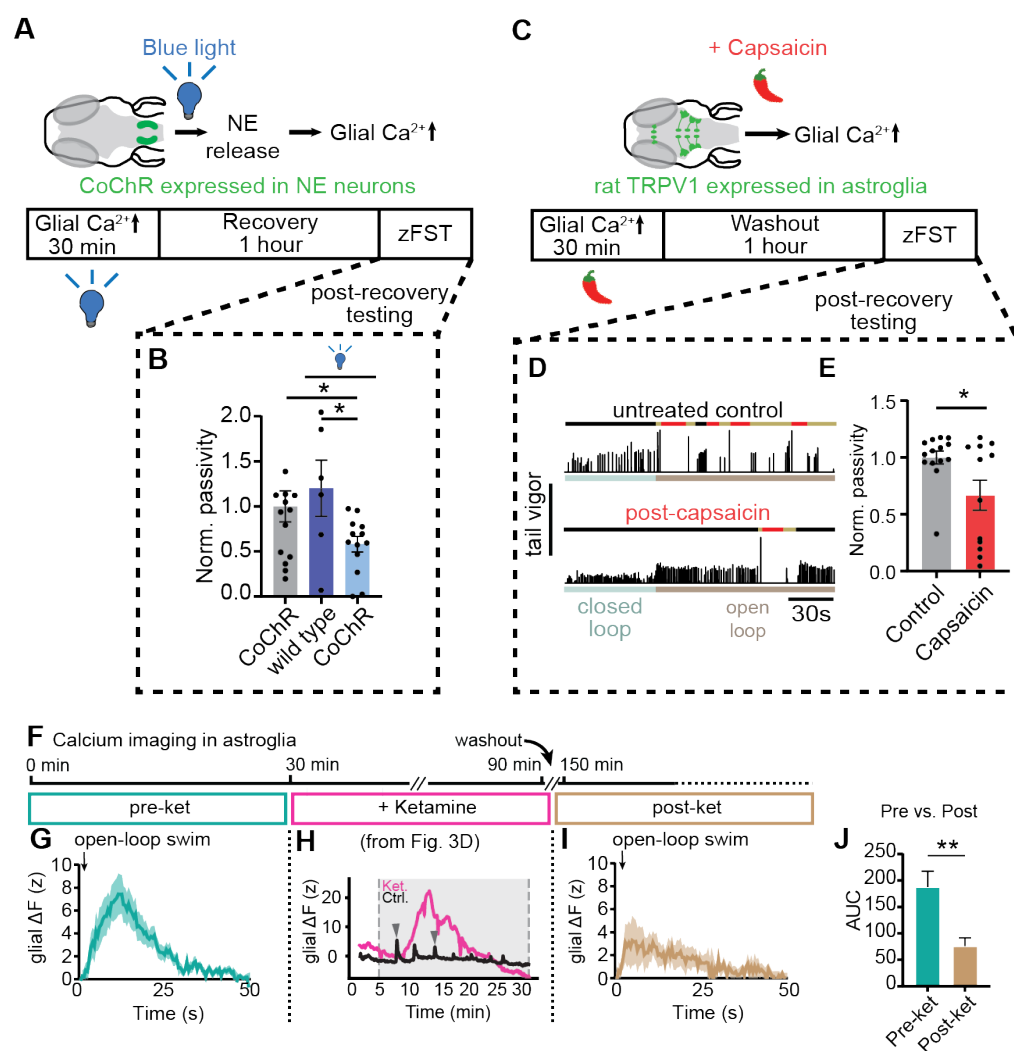 A
Blue light
NE
release
Glial Ca²⁺
CoChR expressed in NE neurons
Glial Ca²⁺
30 min
Recovery
1 hour
zFST
post-recovery
testing
B
*
*
Norm. passivity
2.0
1.5
1.0
0.5
0.0
CoChR
wild type
CoChR
C
+ Capsaicin
Glial Ca²⁺
rat TRPV1 expressed in astroglia
Glial Ca²⁺
30 min
Washout
1 hour
zFST
post-recovery
testing
D
untreated control
post-capsaicin
tail vigor
closed
loop
open
loop
30s
E
*
Norm. passivity
1.5
1.0
0.5
0.0
Control
Capsaicin
F
Calcium imaging in astroglia
washout
0 min
30 min
90 min
150 min
pre-ket
+ Ketamine
post-ket
G
open-loop swim
glial ΔF (z)
10
8
6
4
2
0
0
25
50
Time (s)
H
(from Fig. 3D)
Ket.
Ctrl.
glial ΔF (z)
20
10
0
0
5
10
15
20
25
30
Time (min)
I
open-loop swim
glial ΔF (z)
10
8
6
4
2
0
0
25
50
Time (s)
J
Pre vs. Post
**
AUC
250
200
150
100
50
0
Pre-ket
Post-ket